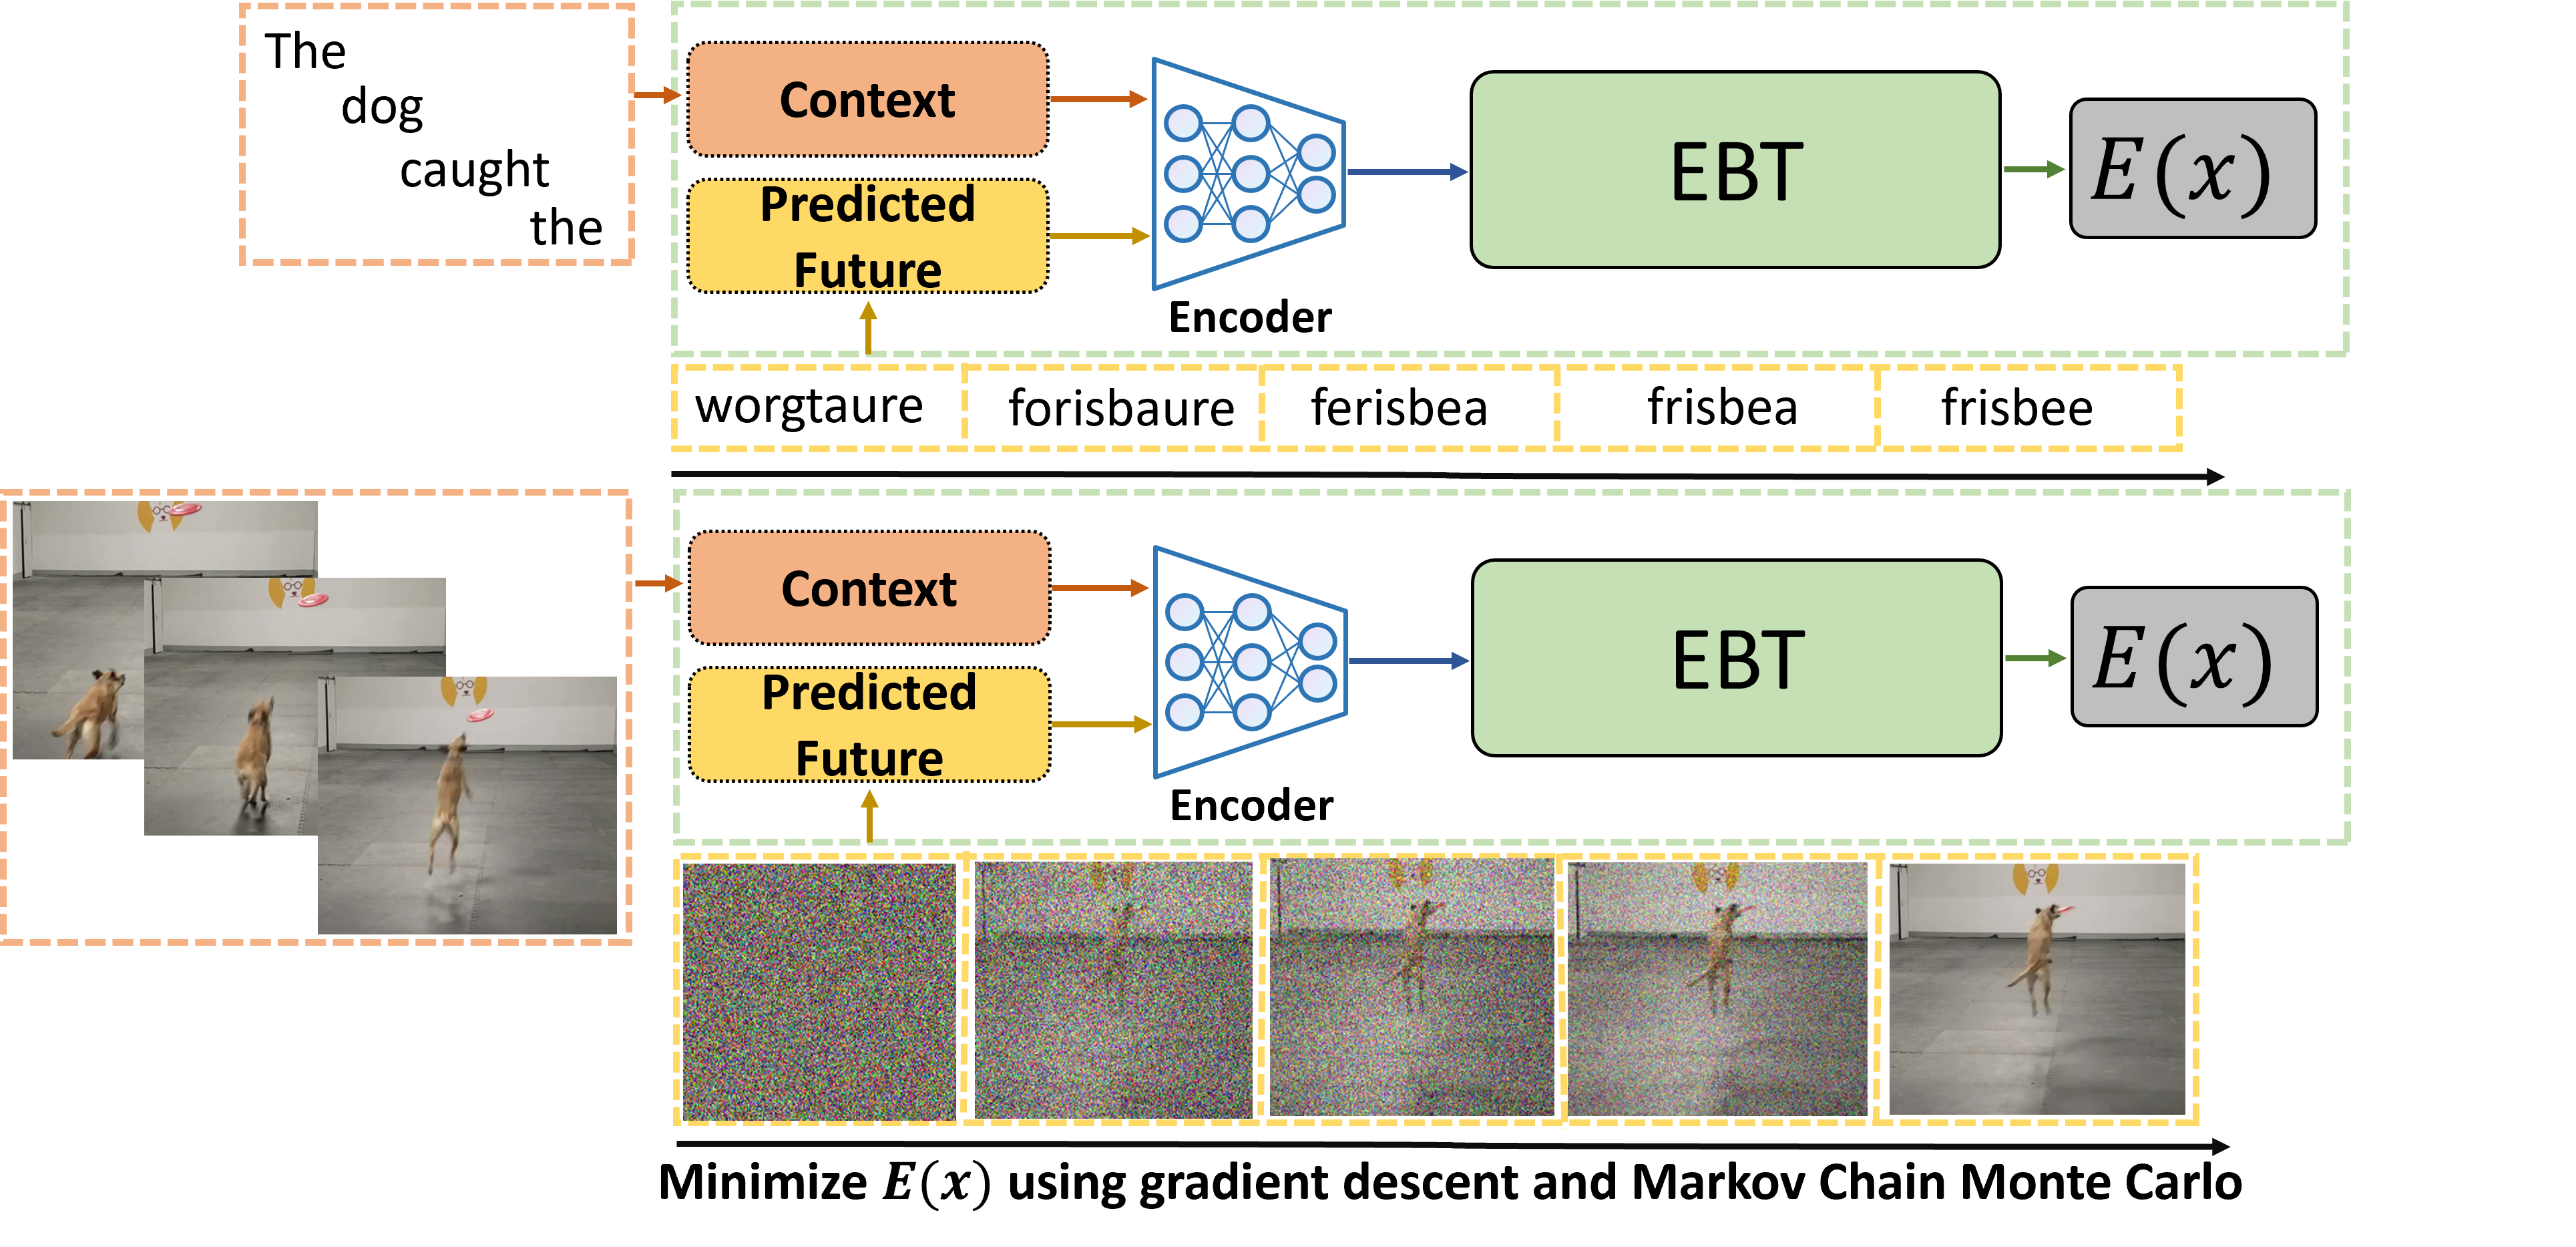 The
dog
caught
the
Context
Predicted
Future
Encoder
EBT
E(x)
worgtaure forisbaure ferisbea frisbea frisbee
Context
Predicted
Future
Encoder
EBT
E(x)
Minimize E(x) using gradient descent and Markov Chain Monte Carlo